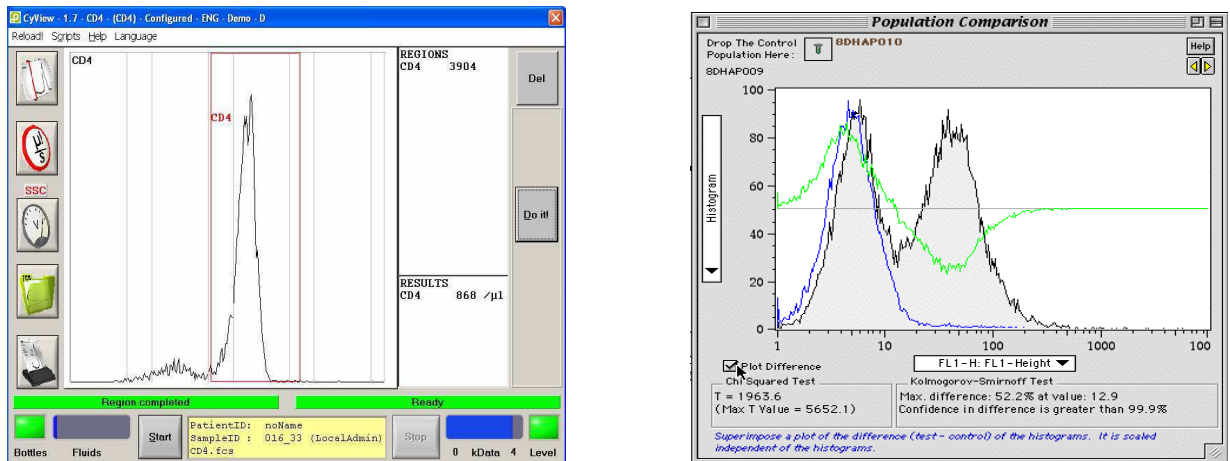 CyView - 1.7 - CD4 - (CD4) - Configured - ENG - Demo - D
Reload! Scripts Help Language
CD4
CD4
REGIONS
CD4 3904
RESULTS
CD4 868 /µl
Del
Do it!
SSC
Region completed
Ready
Bottles
Fluids
Start
PatientID: noName
SampleID : 016_33 (LocalAdmin)
CD4.fcs
Stop
0 kData 4
Level
Population Comparison
Drop The Control
Population Here:
8DHAP010
Help
8DHAP009
100
80
60
40
20
0
Histogram
1 10 100 1000 100
Plot Difference
FL1-H: FL1-Height
Chi Squared Test
T = 1963.6
(Max T Value = 5652.1)
Kolmogorov-Smirnoff Test
Max. difference: 52.2% at value: 12.9
Confidence in difference is greater than 99.9%
Superimpose a plot of the difference (test - control) of the histograms. It is scaled
independent of the histograms.